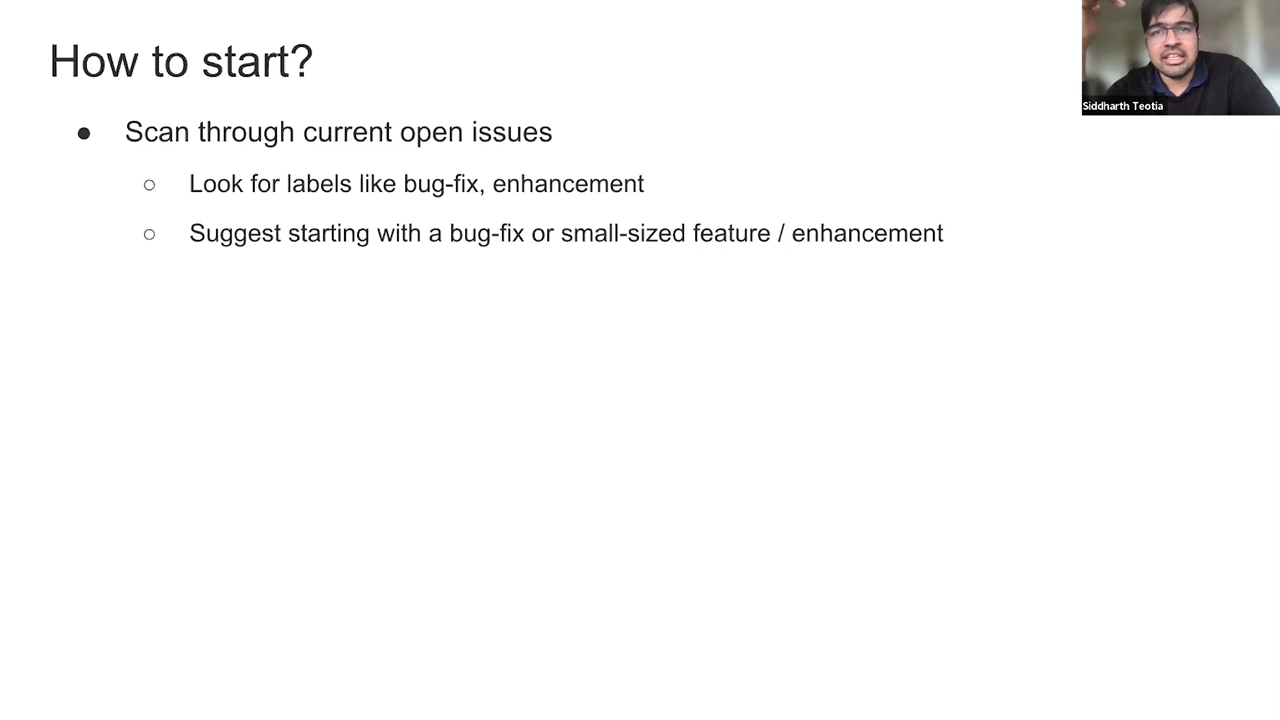 How to start?
● Scan through current open issues
○ Look for labels like bug-fix, enhancement
○ Suggest starting with a bug-fix or small-sized feature / enhancement
Siddharth Teotia